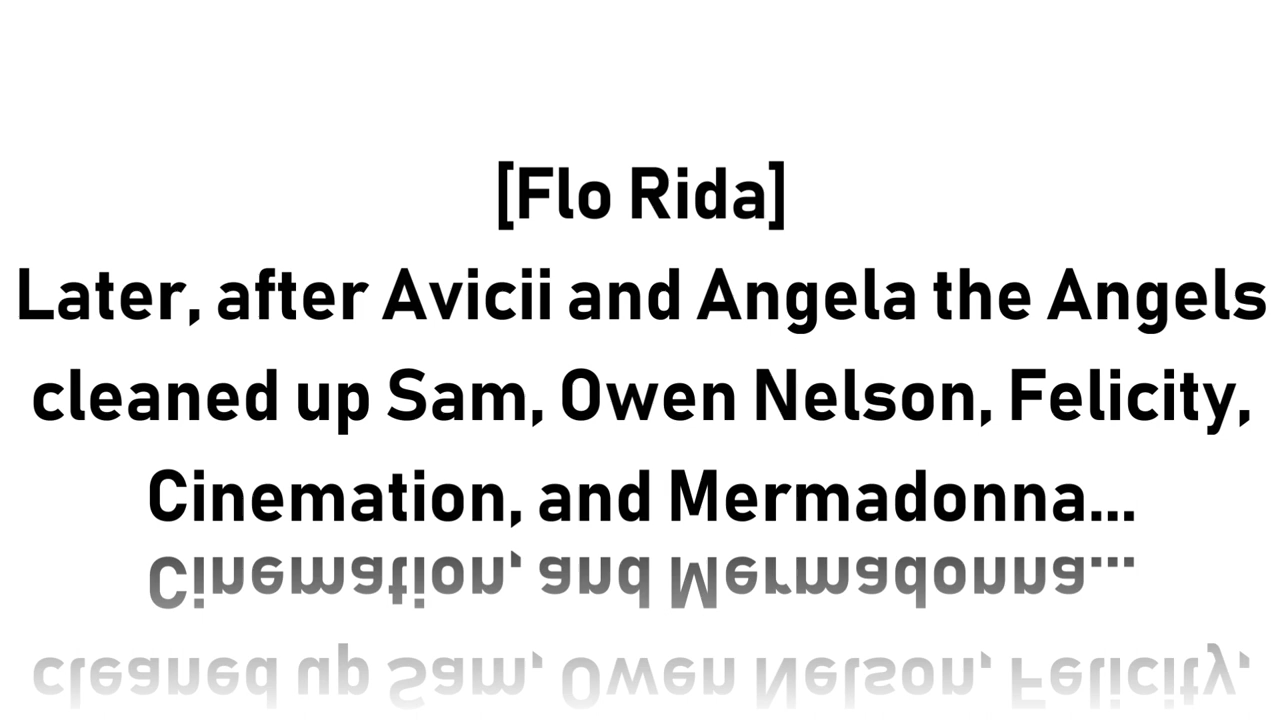 [Flo Rida]
Later, after Avicii and Angela the Angels
cleaned up Sam, Owen Nelson, Felicity,
Cinemation, and Mermadonna...